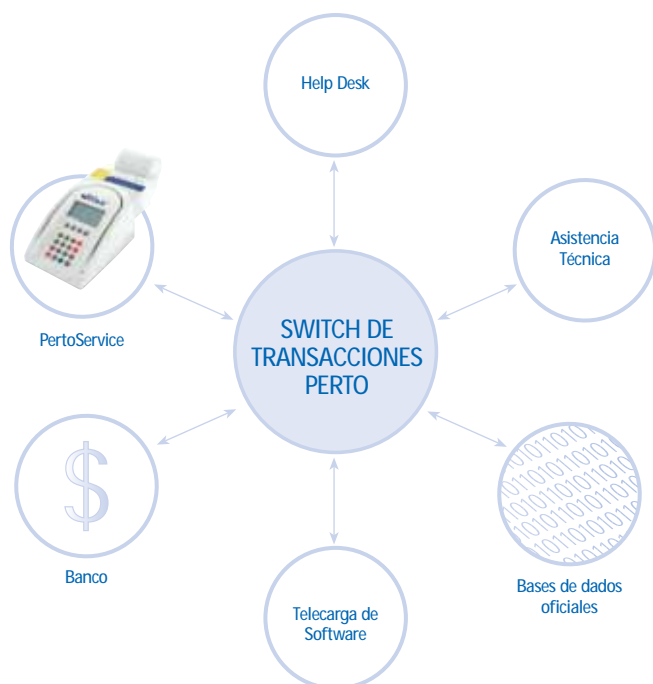 Help Desk
Asistencia
Técnica
PertoService
SWITCH DE
TRANSACCIONES
PERTO
Banco
Bases de dados
oficiales
Telecarga de
Software